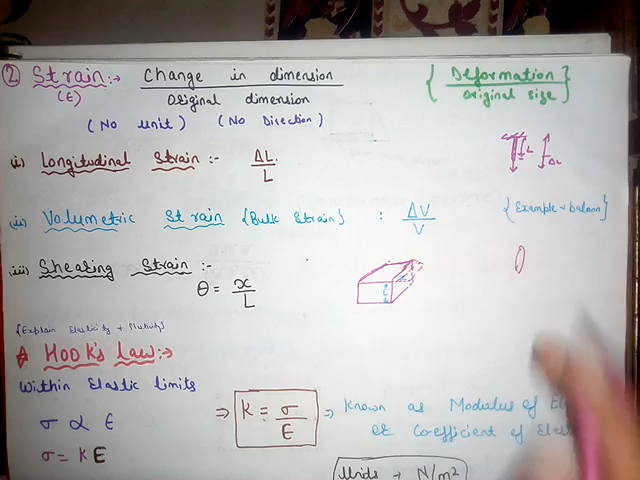 ② Strain :→ Change in dimension / Original dimension { Deformation / Original size }
(E)
(No Unit) (No Direction)
(i) Longitudinal Strain :- ΔL / L
L ΔL
(ii) Volumetric Strain {Bulk Strain} : ΔV / V {Example → baloon}
(iii) Shearing Strain :-
θ = x / L
L
{Explain Elasticity + Plasticity}
Hook's Law :→
Within Elastic limits
σ ∝ E
⇒ K = σ / E ⇒ Known as Modulus of
or Coefficient of
σ = KE
Units → N/m²